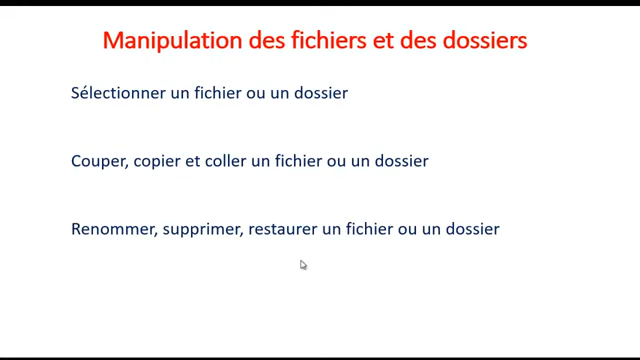 Manipulation des fichiers et des dossiers
Sélectionner un fichier ou un dossier
Couper, copier et coller un fichier ou un dossier
Renommer, supprimer, restaurer un fichier ou un dossier